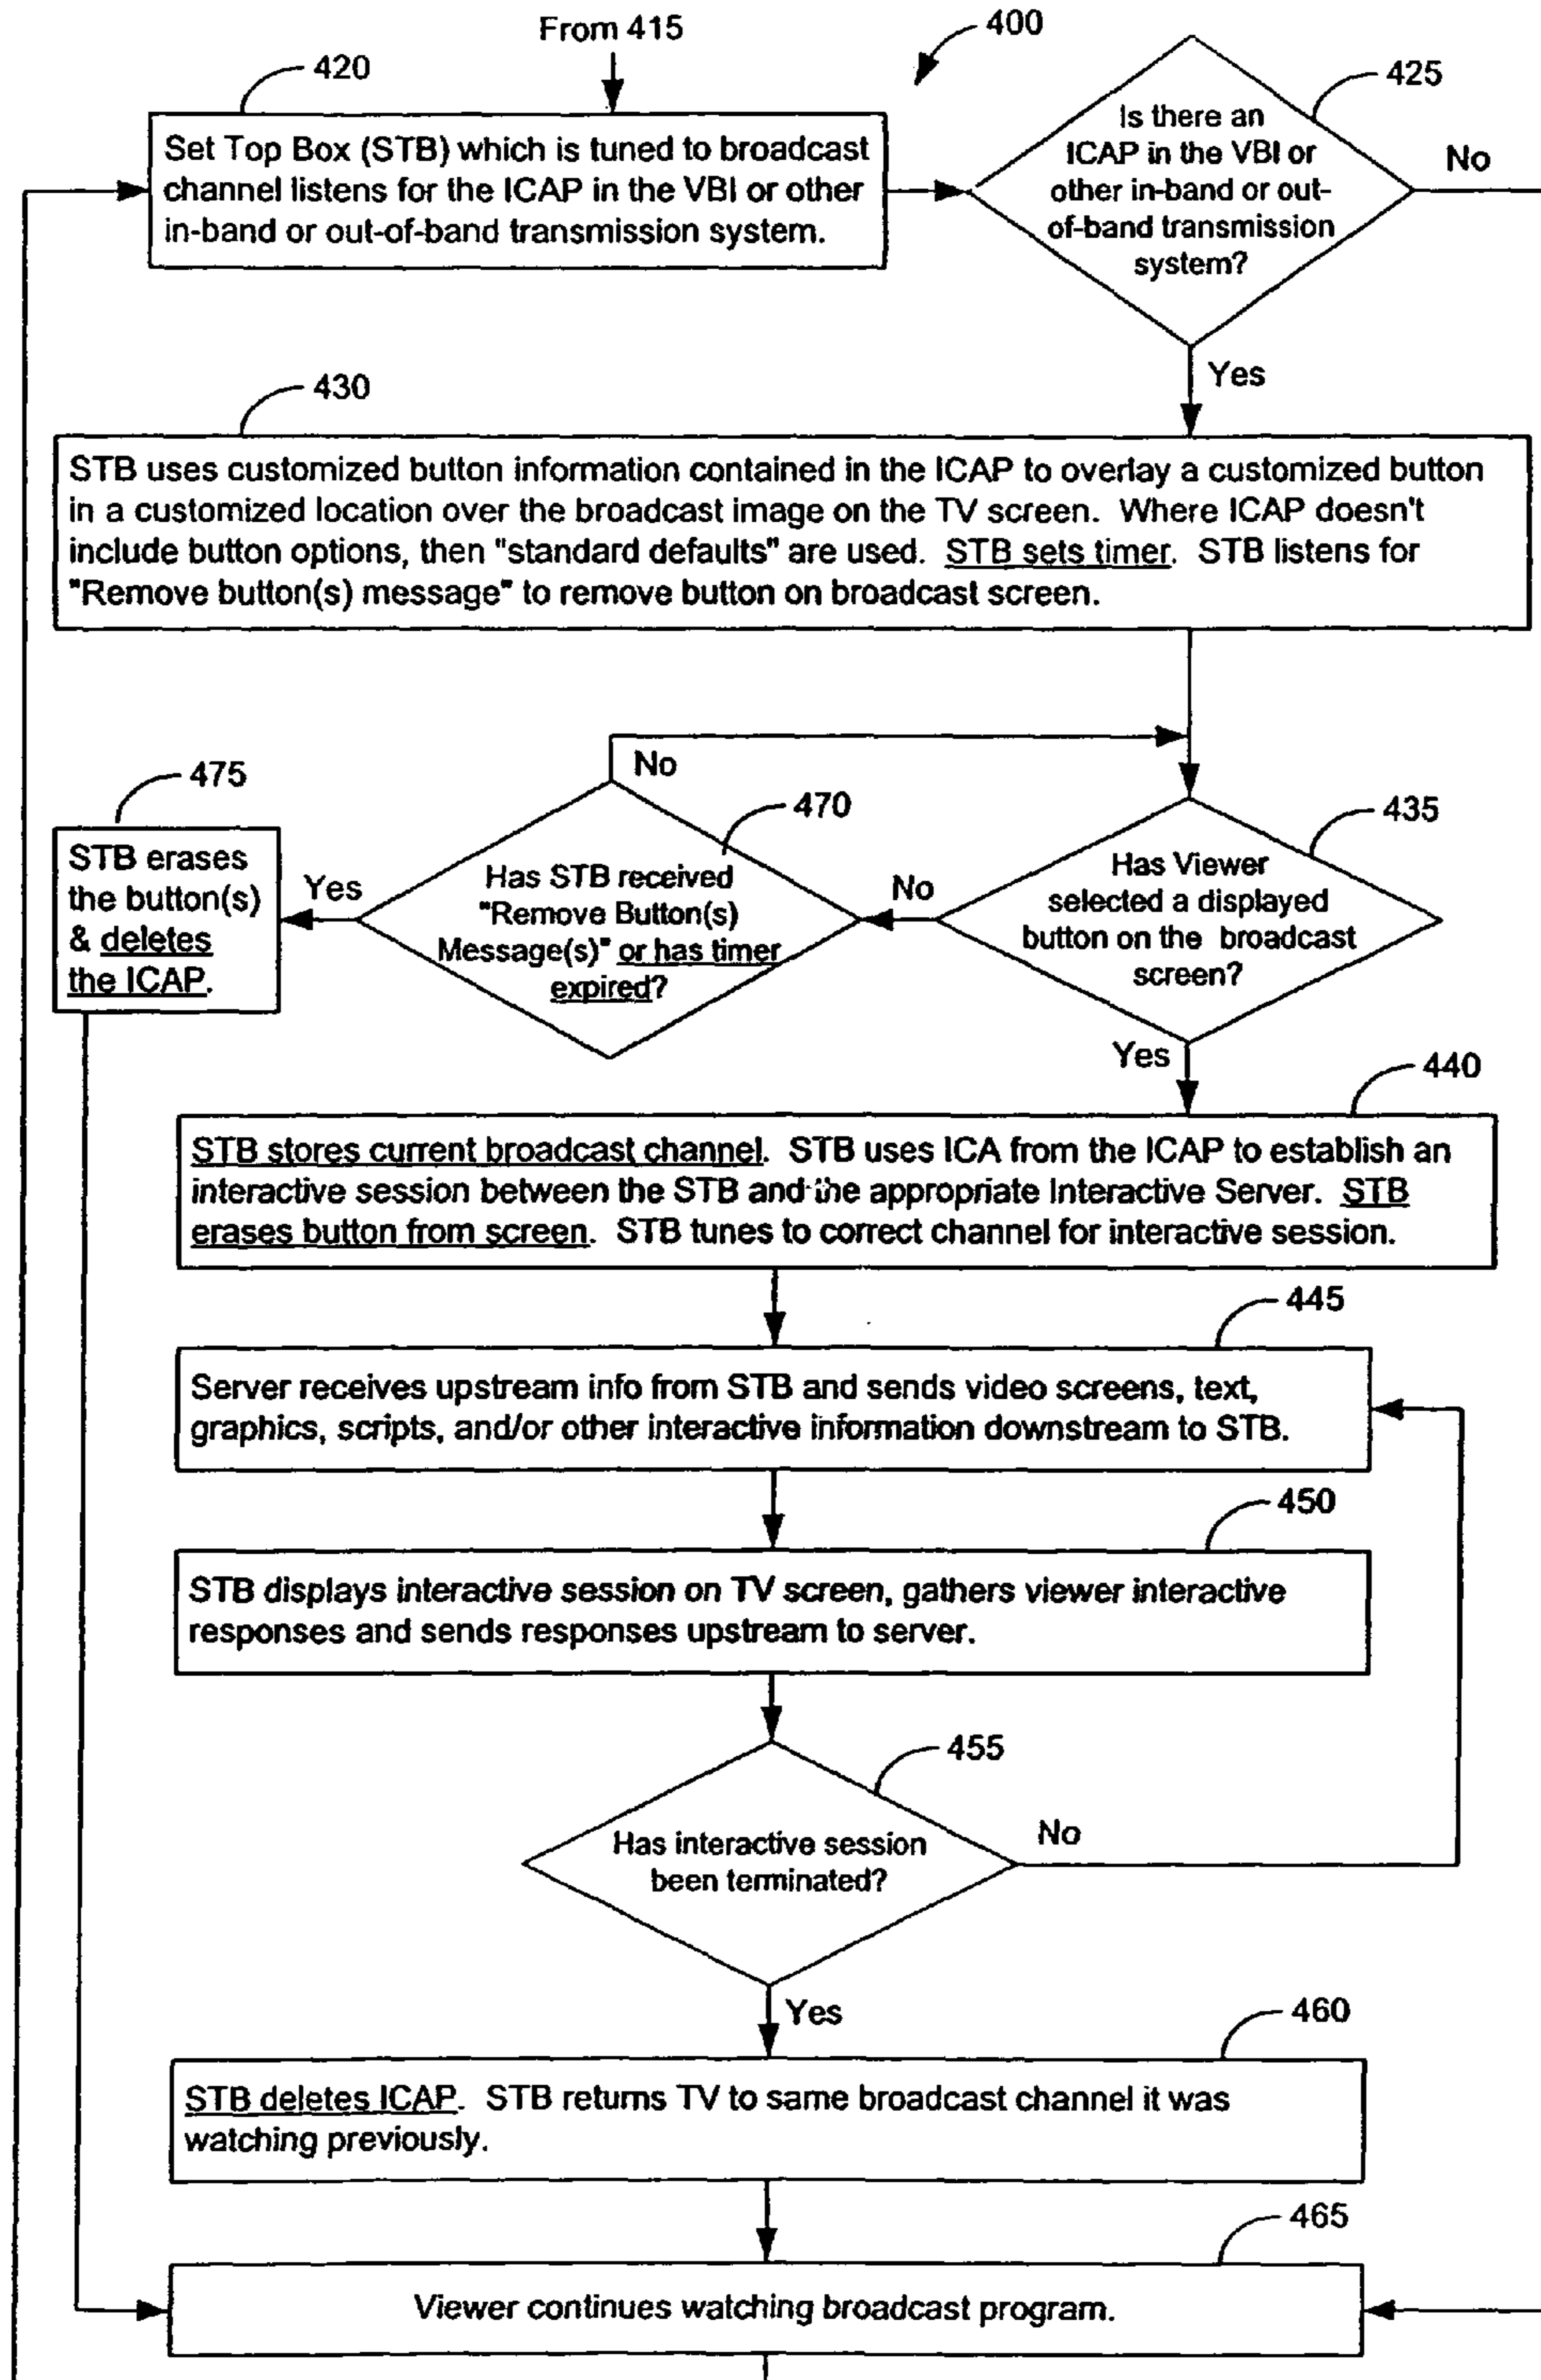 From 415
400
420
Set Top Box (STB) which is tuned to broadcast
channel listens for the ICAP in the VBI or other
in-band or out-of-band transmission system.
425
Is there an
ICAP in the VBI or
other in-band or out-
of-band transmission
system?
No
Yes
430
STB uses customized button information contained in the ICAP to overlay a customized button
in a customized location over the broadcast image on the TV screen. Where ICAP doesn't
include button options, then "standard defaults" are used. STB sets timer. STB listens for
"Remove button(s) message" to remove button on broadcast screen.
475
STB erases
the button(s)
& deletes
the ICAP.
Yes
No
470
Has STB received
"Remove Button(s)
Message(s)" or has timer
expired?
No
435
Has Viewer
selected a displayed
button on the broadcast
screen?
Yes
440
STB stores current broadcast channel. STB uses ICA from the ICAP to establish an
interactive session between the STB and the appropriate Interactive Server. STB
erases button from screen. STB tunes to correct channel for interactive session.
445
Server receives upstream info from STB and sends video screens, text,
graphics, scripts, and/or other interactive information downstream to STB.
450
STB displays interactive session on TV screen, gathers viewer interactive
responses and sends responses upstream to server.
455
Has interactive session
been terminated?
No
Yes
460
STB deletes ICAP. STB returns TV to same broadcast channel it was
watching previously.
465
Viewer continues watching broadcast program.